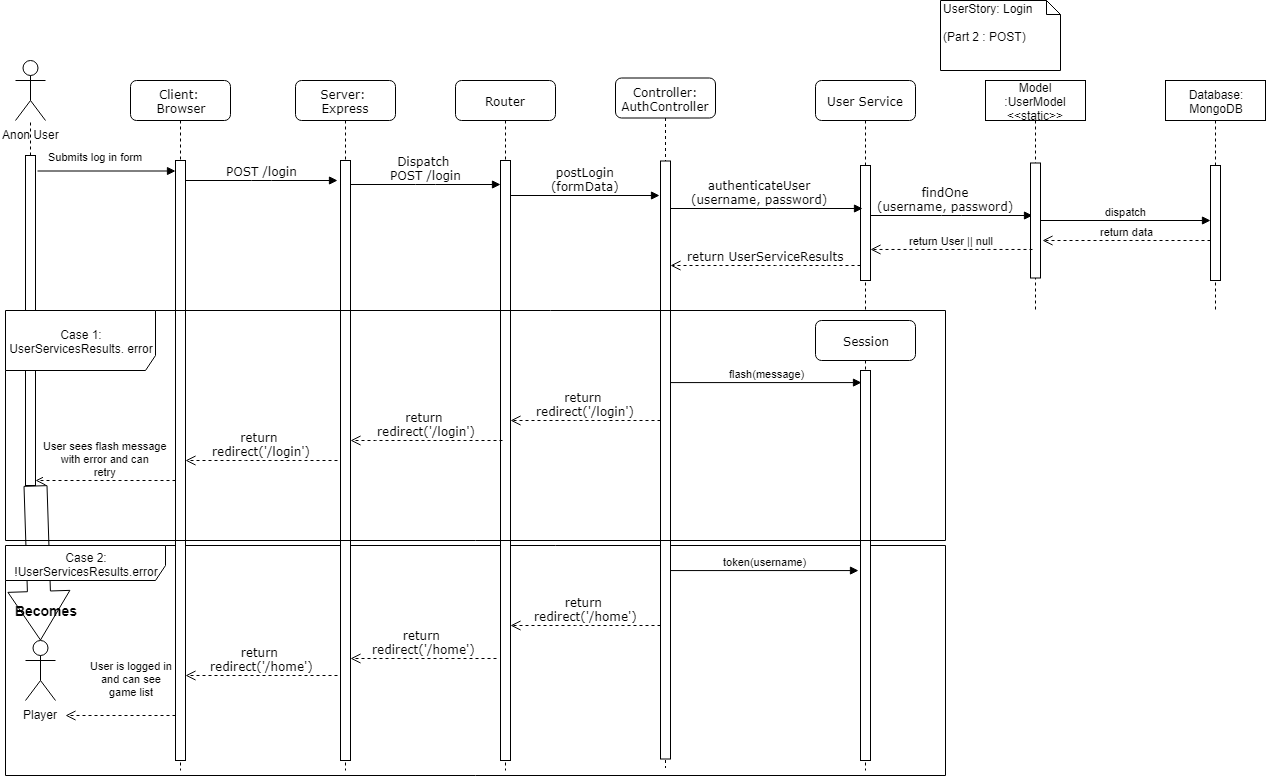 UserStory: Login
(Part 2 : POST)
Anon User
Client:
Browser
Server:
Express
Router
Controller:
AuthController
User Service
Model
:UserModel
<<static>>
Database:
MongoDB
Submits log in form
POST /login
Dispatch
POST /login
postLogin
(formData)
authenticateUser
(username, password)
findOne
(username, password)
dispatch
return data
return User || null
return UserServiceResults
Case 1:
UserServicesResults. error
Session
flash(message)
return
redirect('/login')
return
redirect('/login')
return
redirect('/login')
User sees flash message
with error and can
retry
Case 2:
!UserServicesResults.error
token(username)
Becomes
return
redirect('/home')
return
redirect('/home')
return
redirect('/home')
User is logged in
and can see
game list
Player